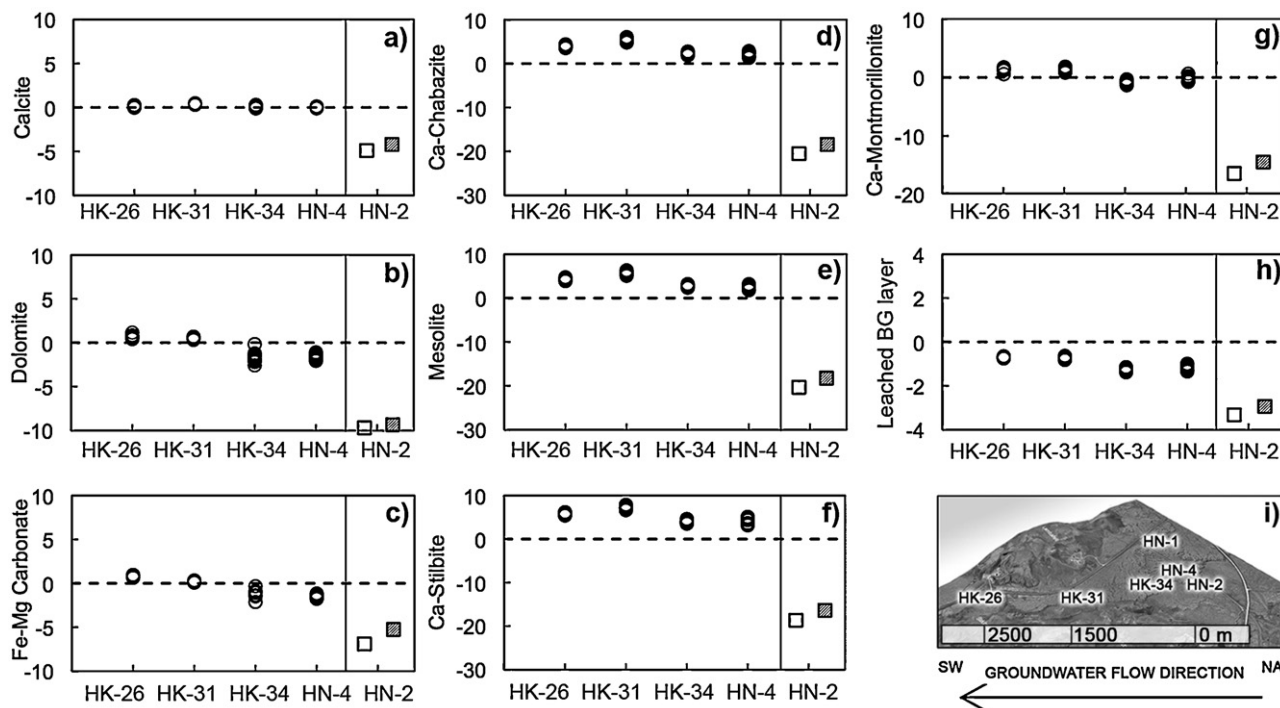 10
5
0
-5
-10
Calcite
a)
HK-26 HK-31 HK-34 HN-4 HN-2
10
5
0
-5
-10
Dolomite
b)
HK-26 HK-31 HK-34 HN-4 HN-2
10
5
0
-5
-10
Fe-Mg Carbonate
c)
HK-26 HK-31 HK-34 HN-4 HN-2
10
0
-10
-20
-30
Ca-Chabazite
d)
HK-26 HK-31 HK-34 HN-4 HN-2
10
0
-10
-20
-30
Mesolite
e)
HK-26 HK-31 HK-34 HN-4 HN-2
10
0
-10
-20
-30
Ca-Stilbite
f)
HK-26 HK-31 HK-34 HN-4 HN-2
10
0
-10
-20
Ca-Montmorillonite
g)
HK-26 HK-31 HK-34 HN-4 HN-2
4
2
0
-2
-4
Leached BG layer
h)
HK-26 HK-31 HK-34 HN-4 HN-2
i)
HN-1
HN-4
HK-34 HN-2
HK-26 HK-31
2500 1500 0 m
SW GROUNDWATER FLOW DIRECTION NA